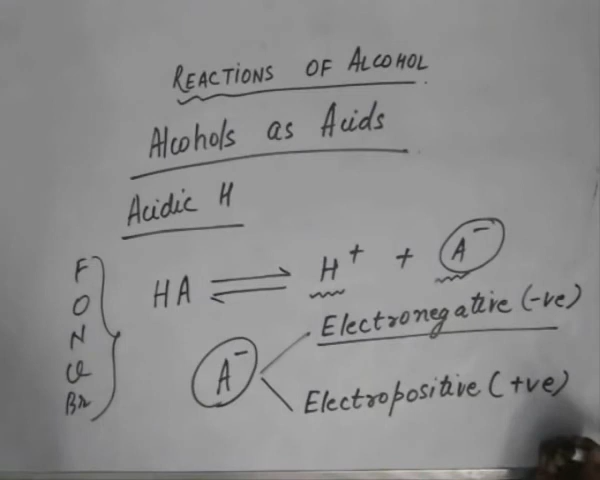 REACTIONS OF ALCOHOL
Alcohols as Acids
Acidic H
HA ⇌ H⁺ + A⁻
F
O
N
Cl
Br
A⁻
Electronegative (-ve)
Electropositive (+ve)